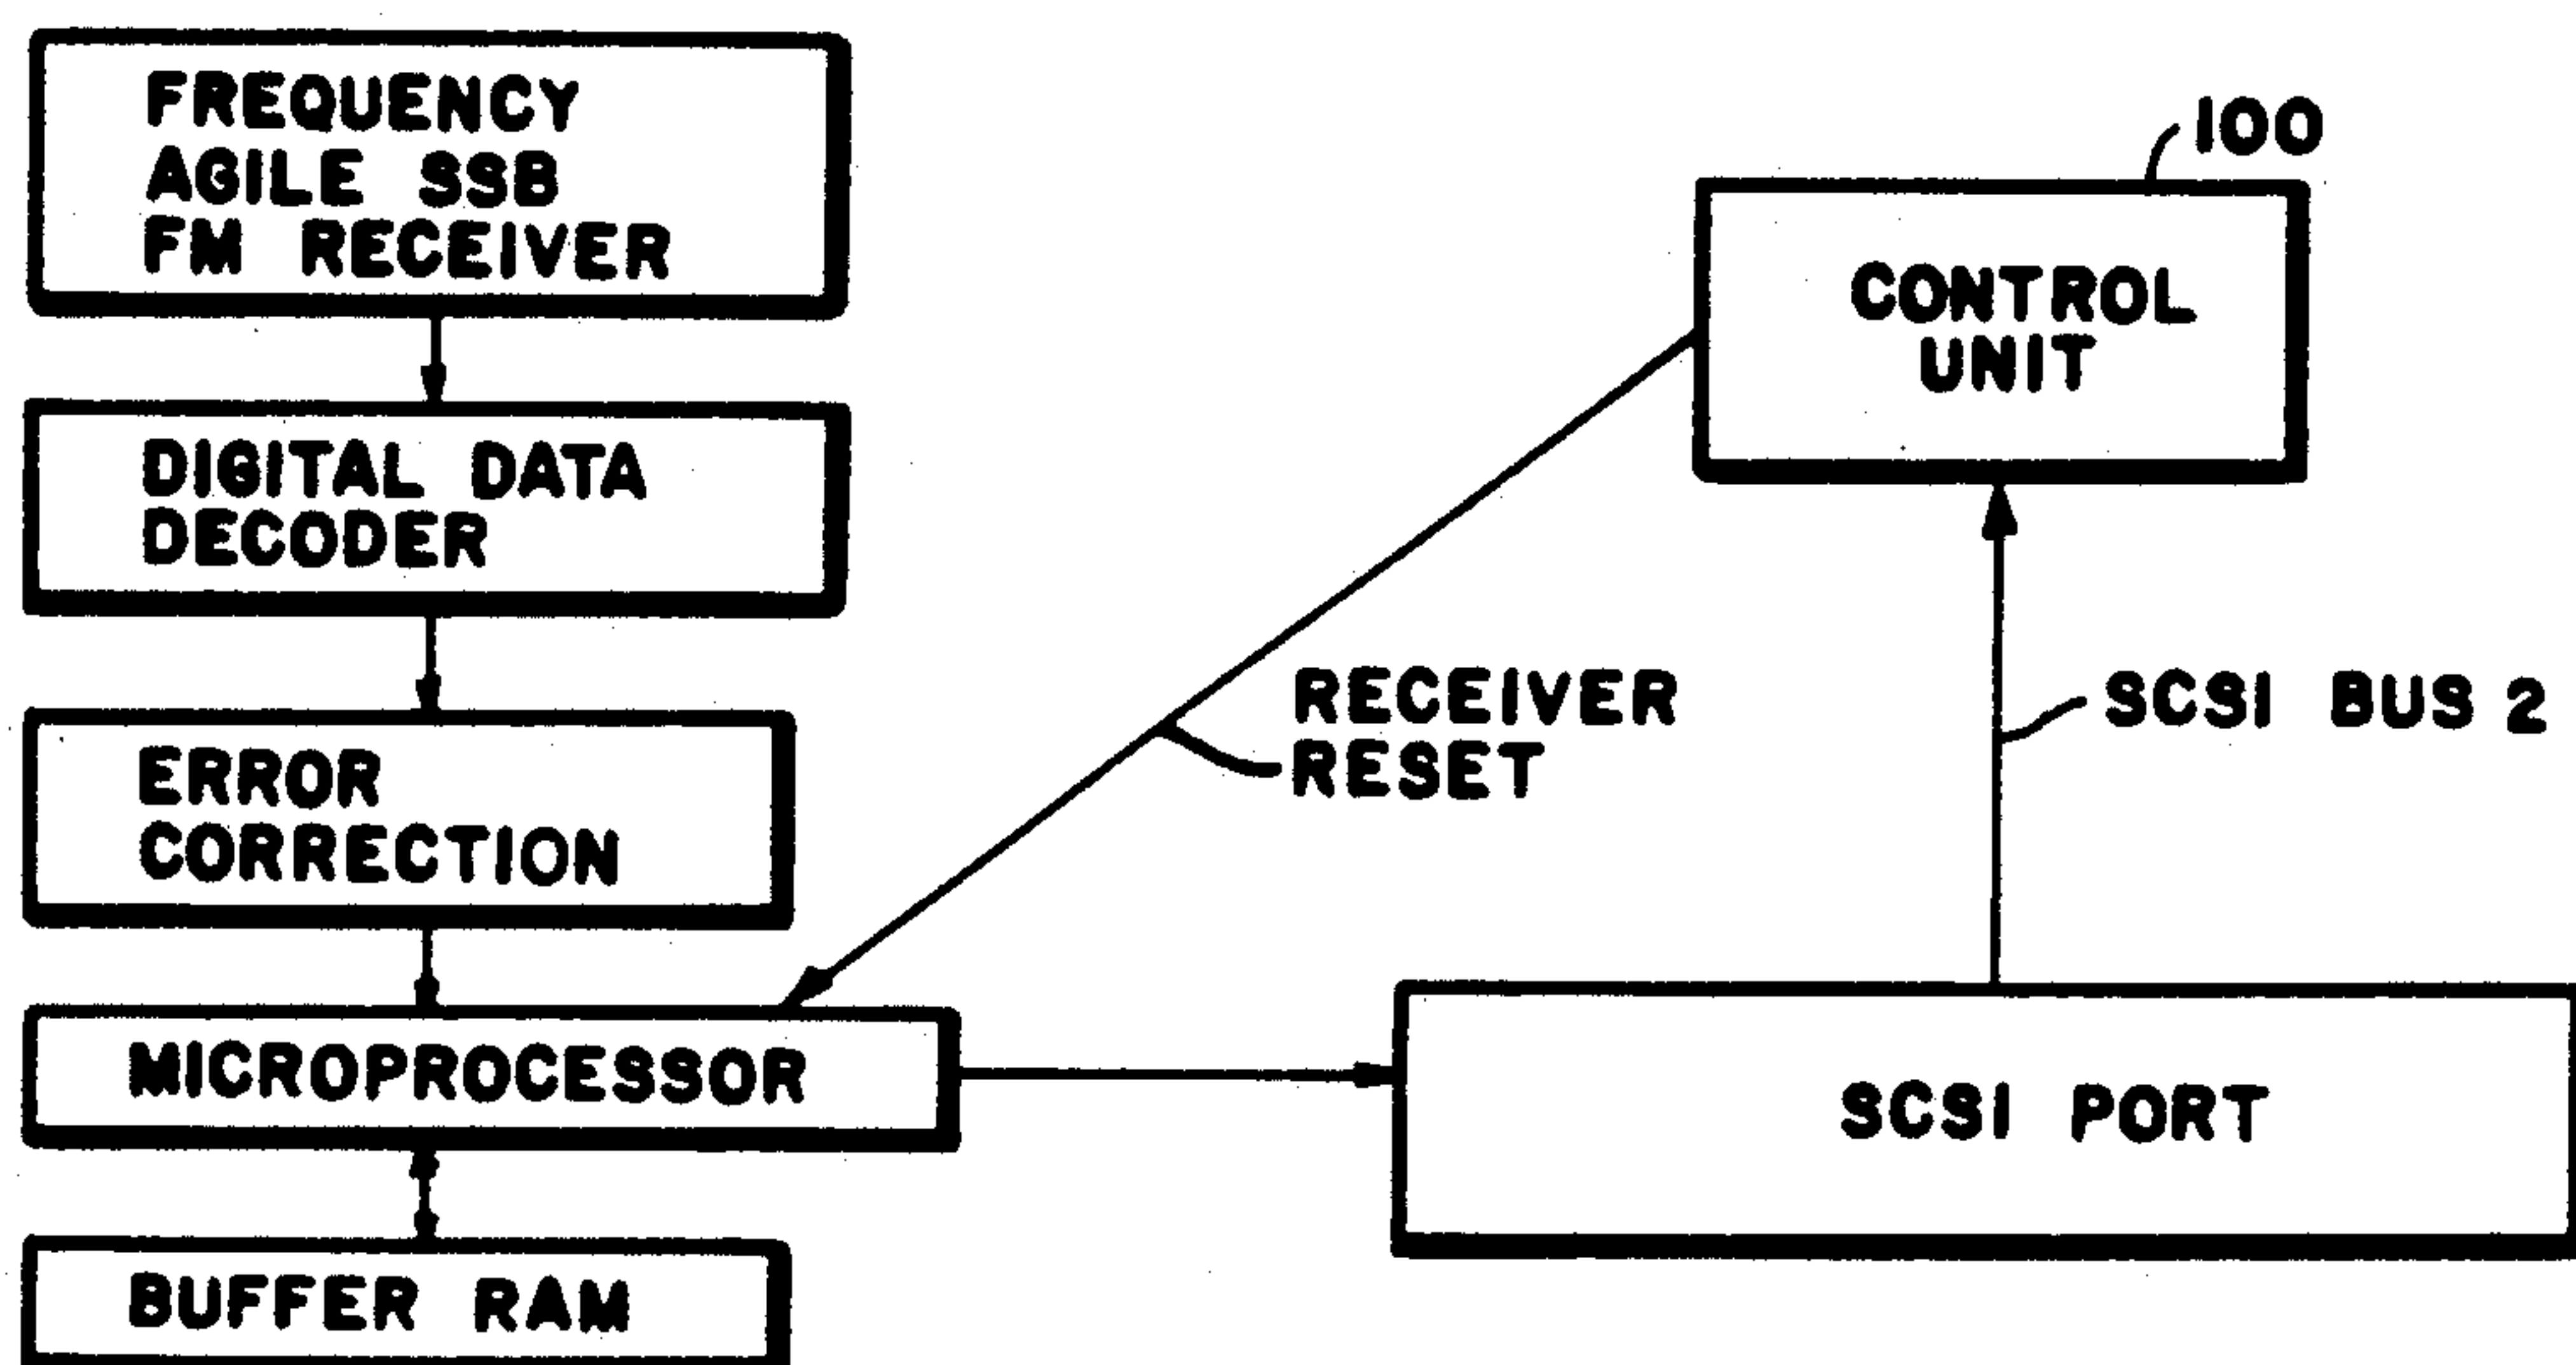 FREQUENCY
AGILE SSB
FM RECEIVER
100
CONTROL
UNIT
DIGITAL DATA
DECODER
RECEIVER
RESET
SCSI BUS 2
ERROR
CORRECTION
MICROPROCESSOR
SCSI PORT
BUFFER RAM